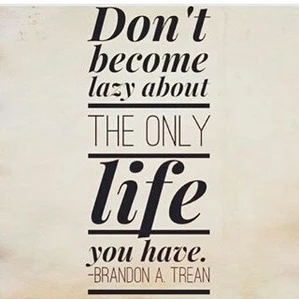 Don't
become
lazy about
THE ONLY
life
you have.
-BRANDON A. TREAN